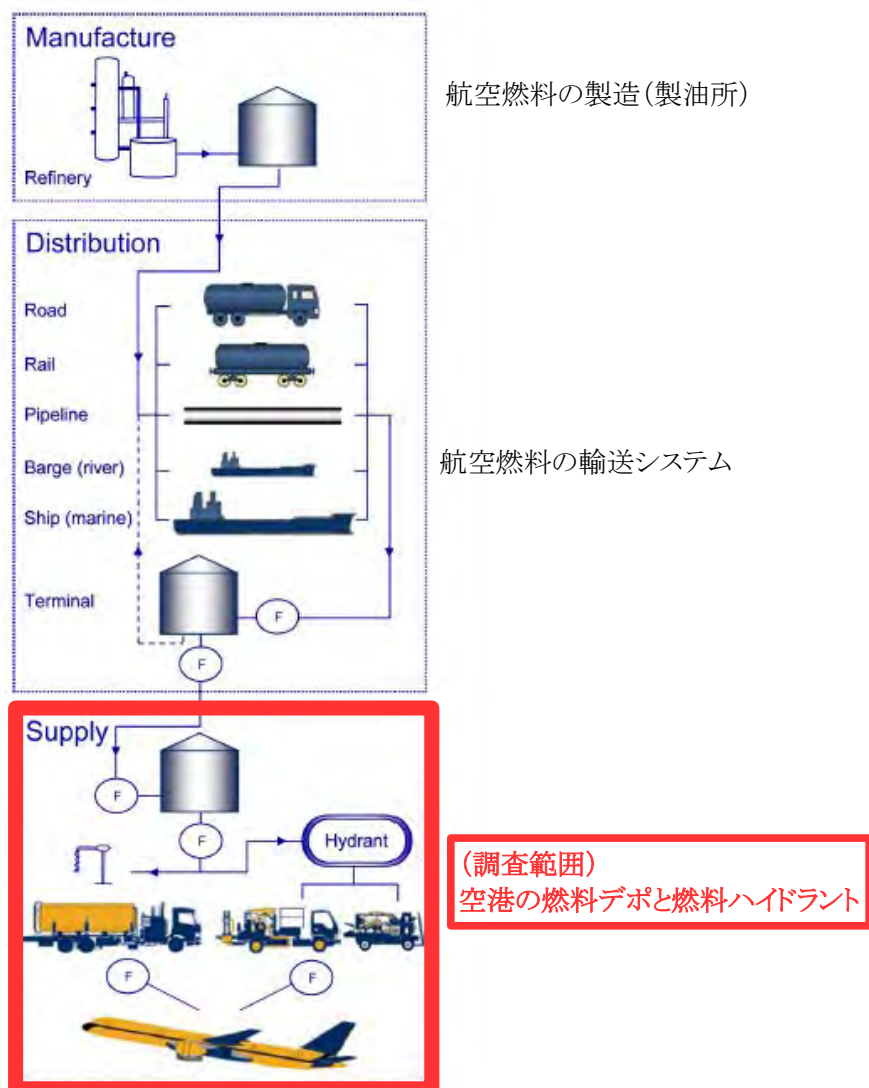 Manufacture
航空燃料の製造(製油所)
Refinery
Distribution
Road
Rail
Pipeline
Barge (river)
航空燃料の輸送システム
Ship (marine)
Terminal
F
F
Supply
F
F
Hydrant
(調査範囲)
空港の燃料デポと燃料ハイドラント
F
F